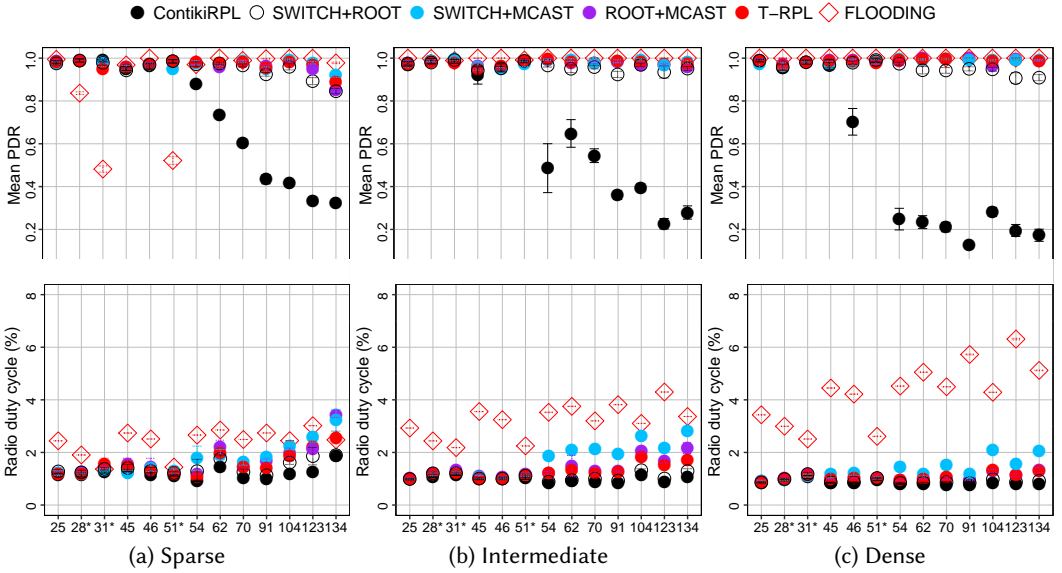 ContikiRPL SWITCH+ROOT SWITCH+MCAST ROOT+MCAST T−RPL FLOODING
Mean PDR
0.2 0.4 0.6 0.8 1.0
Mean PDR
0.2 0.4 0.6 0.8 1.0
Mean PDR
0.2 0.4 0.6 0.8 1.0
Radio duty cycle (%)
0 2 4 6 8
Radio duty cycle (%)
0 2 4 6 8
Radio duty cycle (%)
0 2 4 6 8
25 28* 31* 45 46 51* 54 62 70 91 104 123 134
25 28* 31* 45 46 51* 54 62 70 91 104 123 134
25 28* 31* 45 46 51* 54 62 70 91 104 123 134
(a) Sparse
(b) Intermediate
(c) Dense